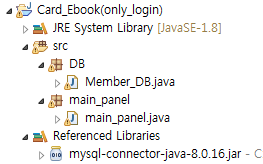 Card_Ebook(only_login)
JRE System Library [JavaSE-1.8]
src
DB
Member_DB.java
main_panel
main_panel.java
Referenced Libraries
mysql-connector-java-8.0.16.jar - C